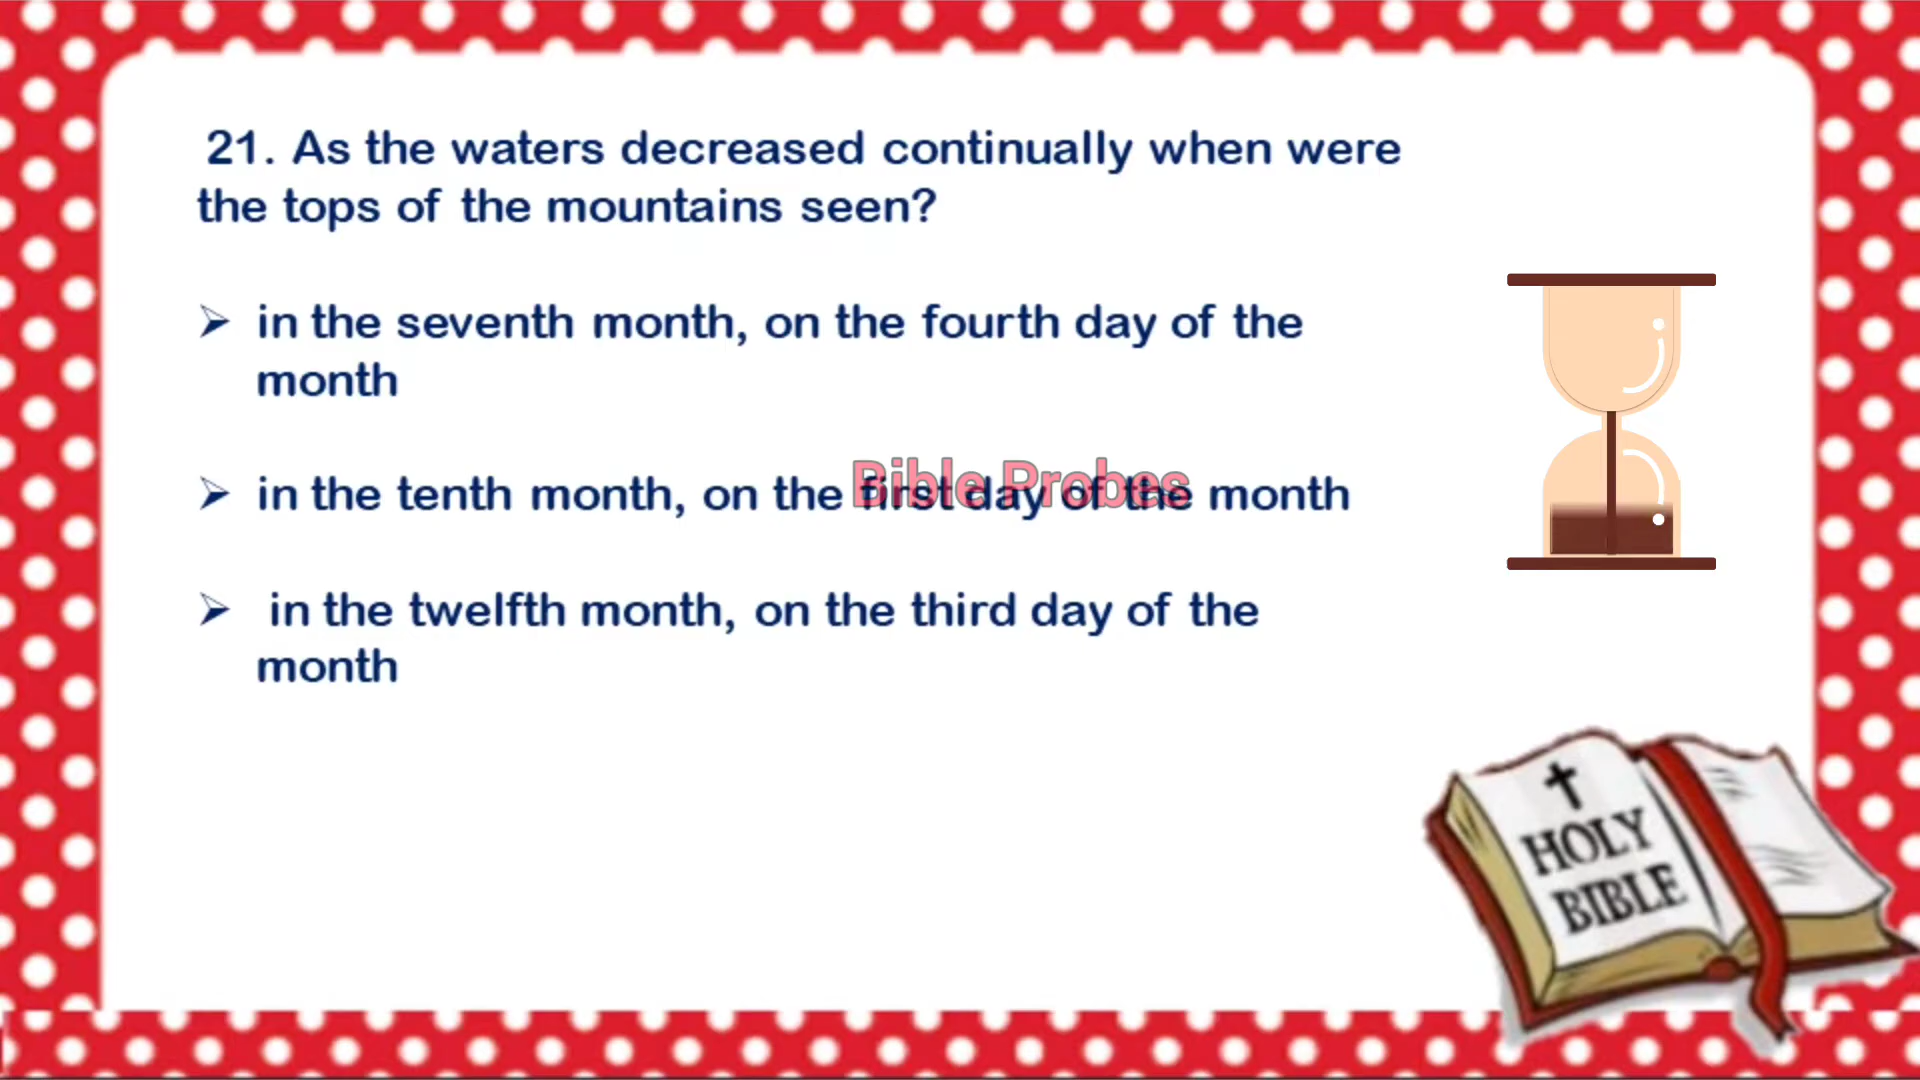 21. As the waters decreased continually when were
the tops of the mountains seen?
in the seventh month, on the fourth day of the
month
in the tenth month, on the first day of the month
Bible Probes
in the twelfth month, on the third day of the
month
HOLY
BIBLE